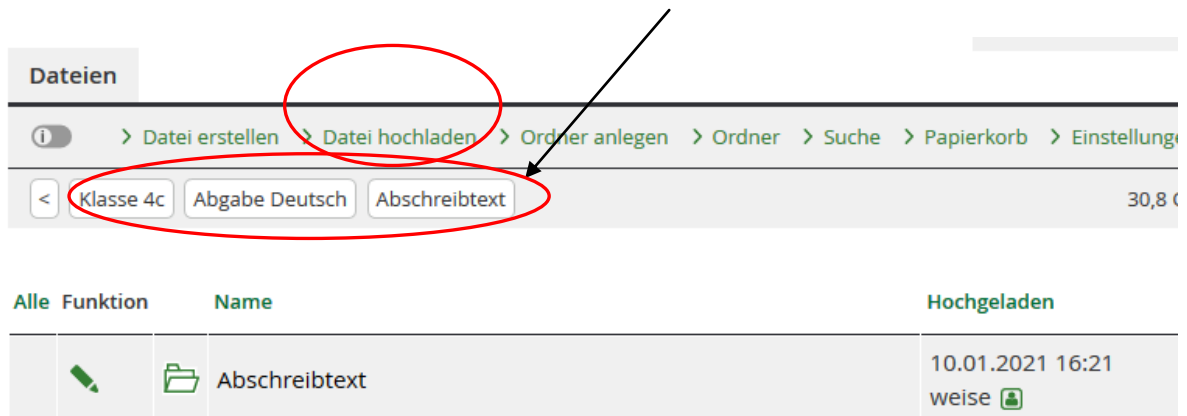 Dateien
> Datei erstellen > Datei hochladen > Ordner anlegen > Ordner > Suche > Papierkorb > Einstellunge
< Klasse 4c Abgabe Deutsch Abschreibtext 30,8
Alle Funktion Name Hochgeladen
Abschreibtext 10.01.2021 16:21
weise